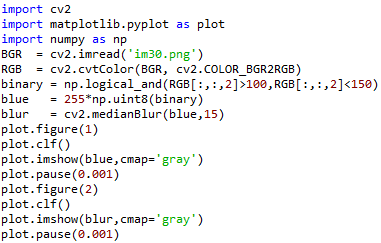 import cv2
import matplotlib.pyplot as plot
import numpy as np
BGR  = cv2.imread('im30.png')
RGB  = cv2.cvtColor(BGR, cv2.COLOR_BGR2RGB)
binary = np.logical_and(RGB[:,:,2]>100,RGB[:,:,2]<150)
blue   = 255*np.uint8(binary)
blur   = cv2.medianBlur(blue,15)
plot.figure(1)
plot.clf()
plot.imshow(blue,cmap='gray')
plot.pause(0.001)
plot.figure(2)
plot.clf()
plot.imshow(blur,cmap='gray')
plot.pause(0.001)